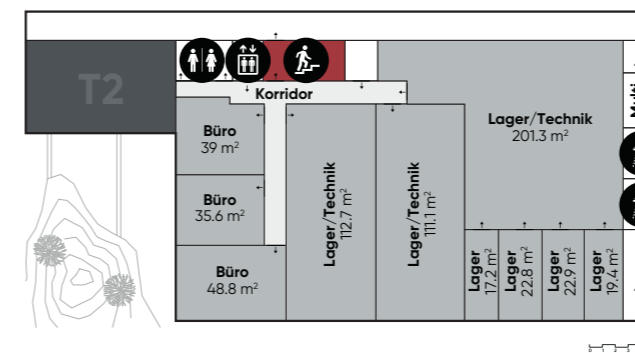 T2
Korridor
Büro
39 m²
Büro
35.6 m²
Büro
48.8 m²
Lager/Technik
112.7 m²
Lager/Technik
111.1 m²
Lager/Technik
201.3 m²
Lager
17.2 m²
Lager
22.8 m²
Lager
22.9 m²
Lager
19.4 m²